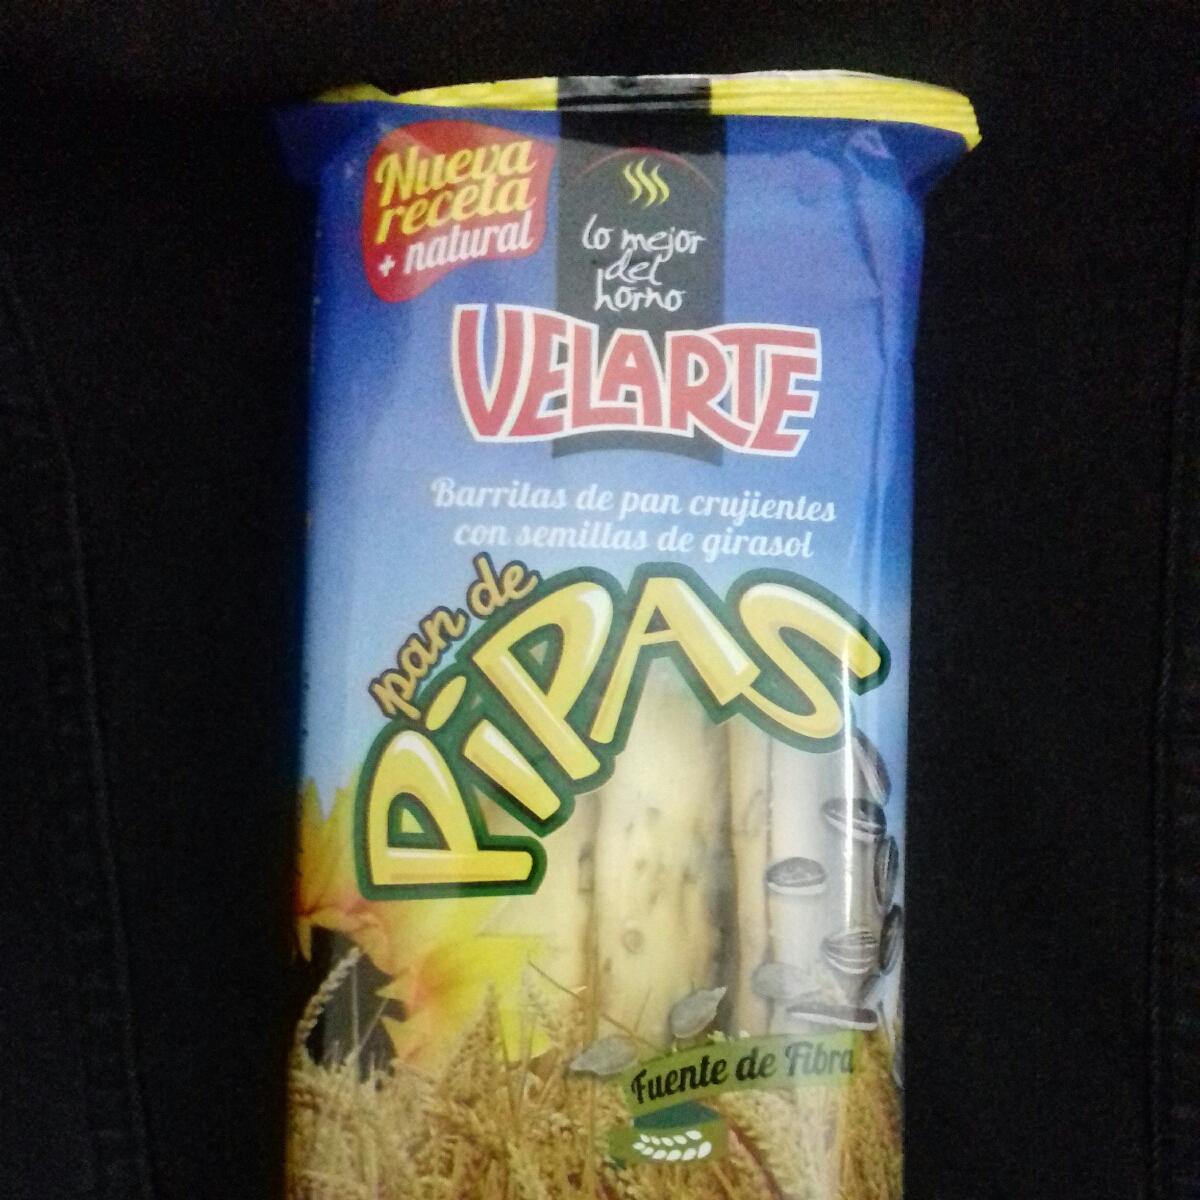 Nueva
receta
+ natural
lo mejor
del
horno
VELARTE
Barritas de pan crujientes
con semillas de girasol
pan de
PiPAS
Fuente de Fibra